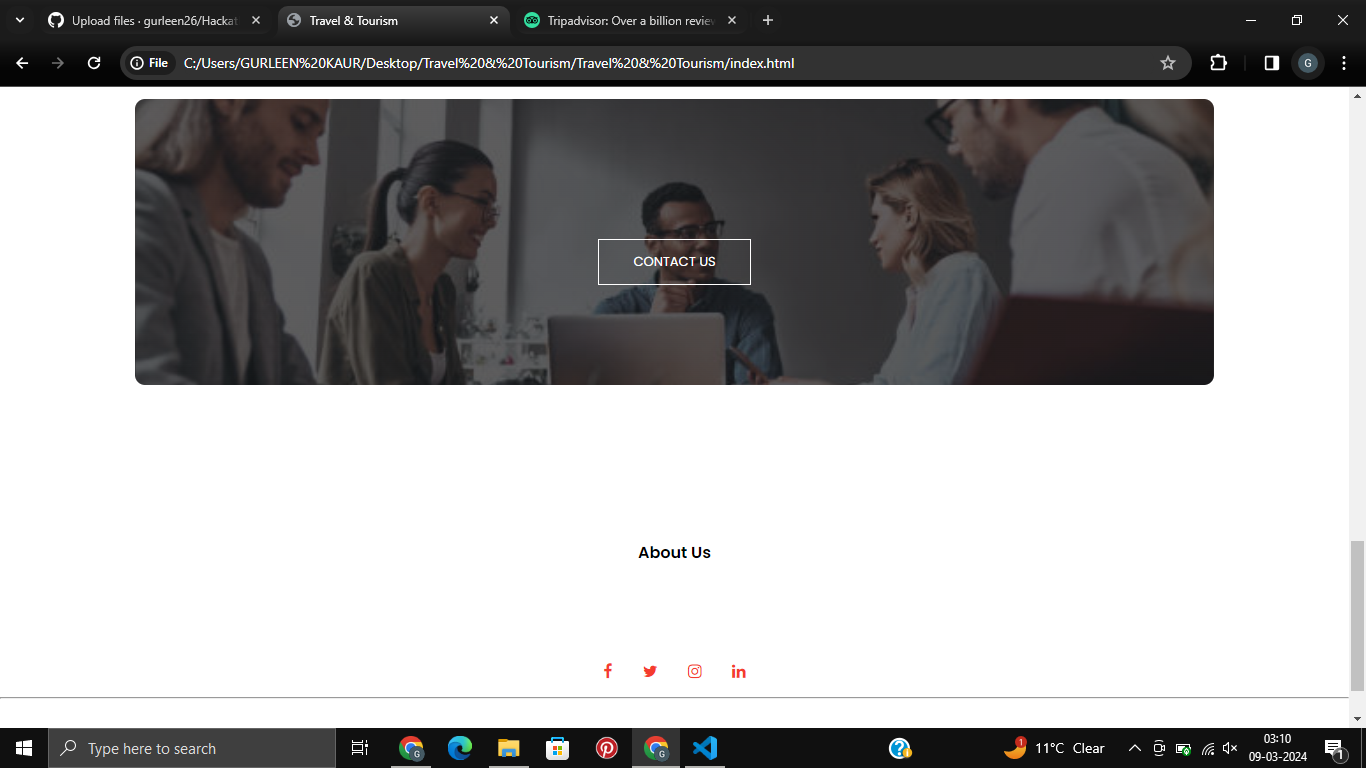 Upload files · gurleen26/Hackat
Travel & Tourism
Tripadvisor: Over a billion review
File
C:/Users/GURLEEN%20KAUR/Desktop/Travel%20&%20Tourism/Travel%20&%20Tourism/index.html
G
CONTACT US
About Us
Type here to search
G
G
1
11°C Clear
03:10
09-03-2024
1